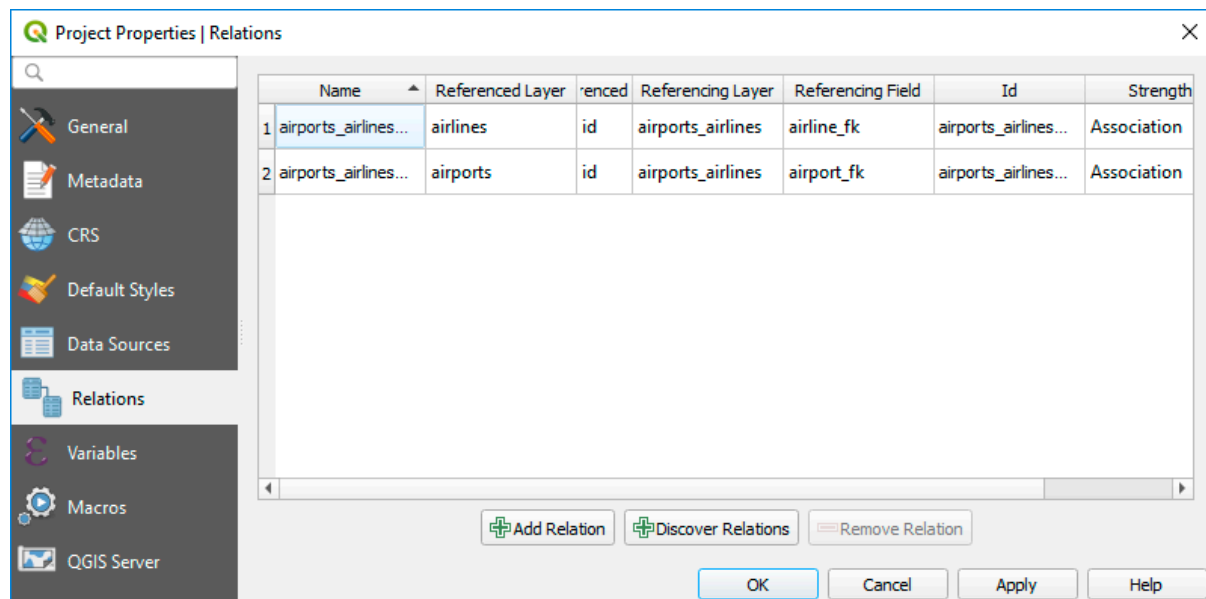 Project Properties | Relations
General
Metadata
CRS
Default Styles
Data Sources
Relations
Variables
Macros
QGIS Server
Name Referenced Layer renced Referencing Layer Referencing Field Id Strength
1 airports_airlines... airlines id airports_airlines airline_fk airports_airlines... Association
2 airports_airlines... airports id airports_airlines airport_fk airports_airlines... Association
Add Relation Discover Relations Remove Relation
OK Cancel Apply Help